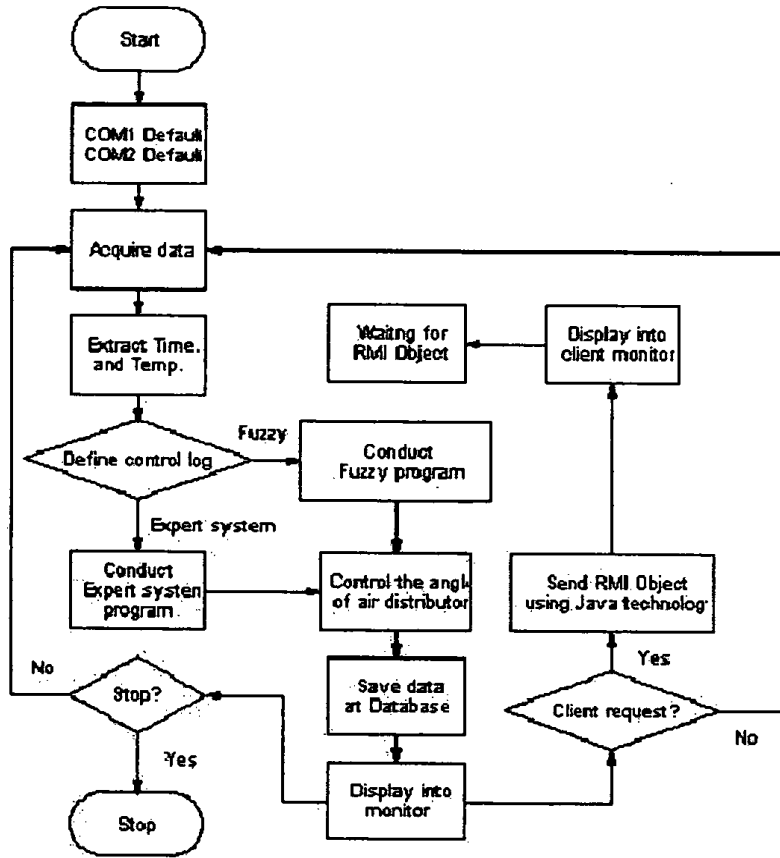 Start
COM1 Default
COM2 Default
Acquire data
Extract Time.
and Temp.
Waitng for
RMI Object
Display into
client monitor
Define control log
Fuzzy
Conduct
Fuzzy program
Expert system
Conduct
Expert system
program
Control the angl
of air distributor
Send RMI Object
using Java technolog
No
Stop?
Save data
at Database
Yes
Client request?
No
Yes
Display into
monitor
Stop